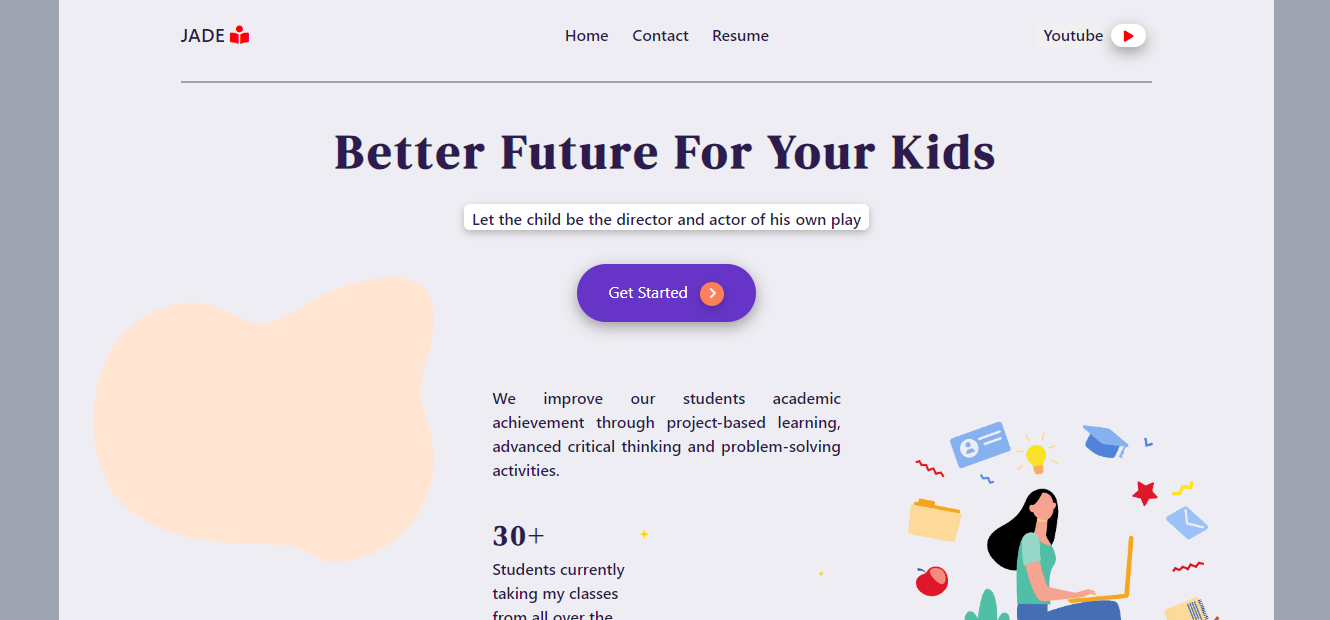 JADE
Home Contact Resume
Youtube
Better Future For Your Kids
Let the child be the director and actor of his own play
Get Started
We improve our students academic
achievement through project-based learning,
advanced critical thinking and problem-solving
activities.
30+
Students currently
taking my classes
from all over the